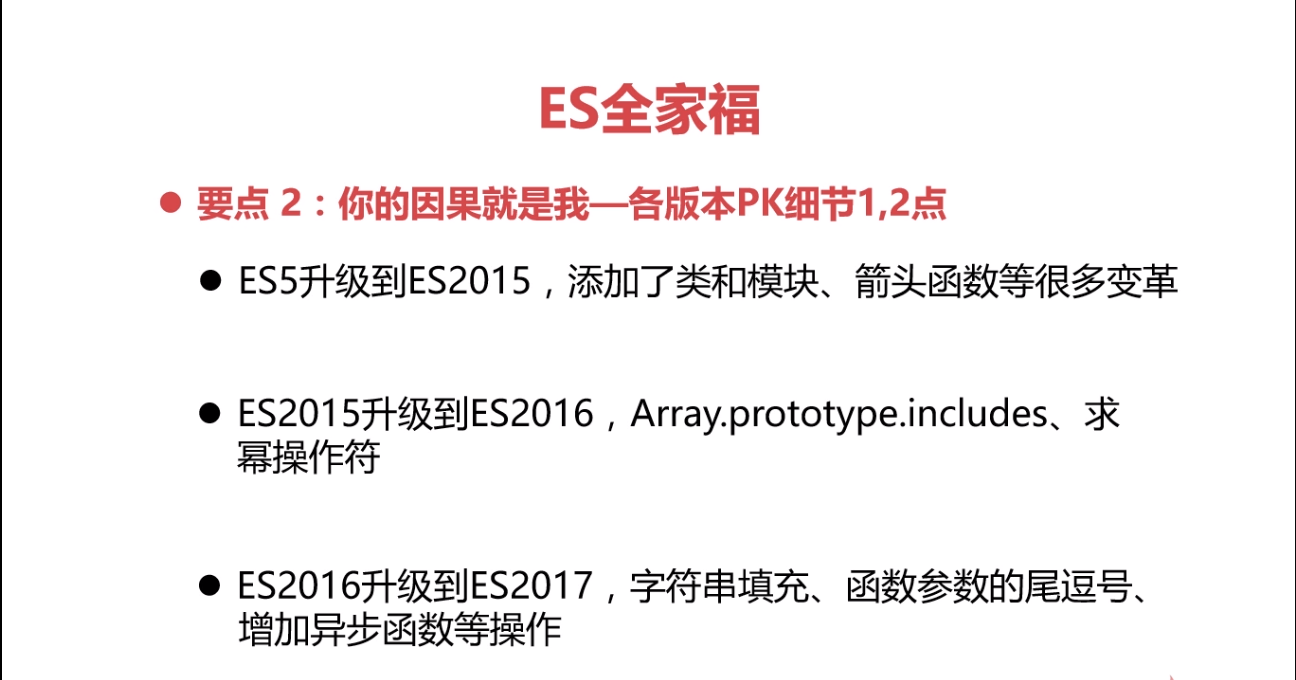 ES全家福
● 要点 2：你的因果就是我—各版本PK细节1,2点
● ES5升级到ES2015，添加了类和模块、箭头函数等很多变革
● ES2015升级到ES2016，Array.prototype.includes、求
幂操作符
● ES2016升级到ES2017，字符串填充、函数参数的尾逗号、
增加异步函数等操作